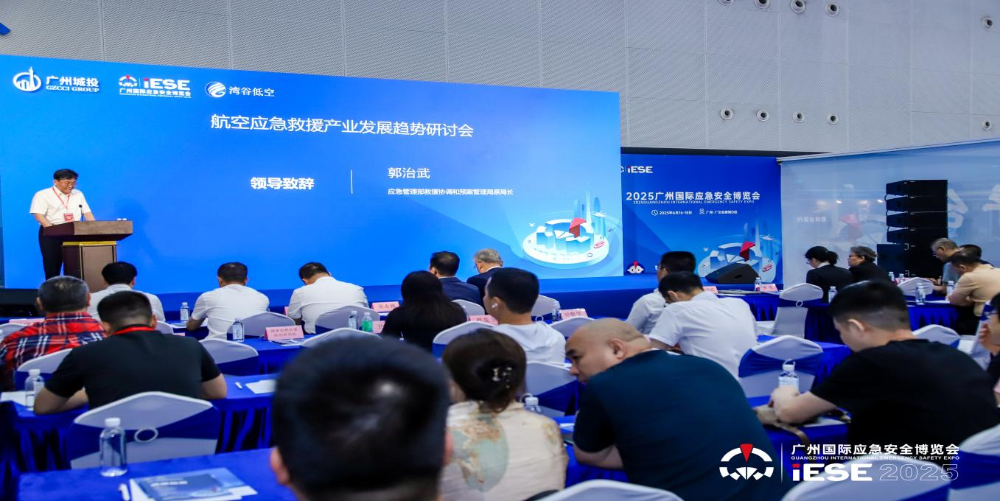 广州城投
GZCCI GROUP
iESE
广州国际应急安全博览会
GUANGZHOU INTERNATIONAL EMERGENCY SAFETY EXPO
湾谷低空
航空应急救援产业发展趋势研讨会
领导致辞
郭治武
应急管理部救援协调和预案管理局原局长
iESE
2025广州国际应急安全博览会
2025GUANGZHOU INTERNATIONAL EMERGENCY SAFETY EXPO
2025年6月16-18日
广州·广交会展馆D区
广州国际应急安全博览会
GUANGZHOU INTERNATIONAL EMERGENCY SAFETY EXPO
iESE 2025